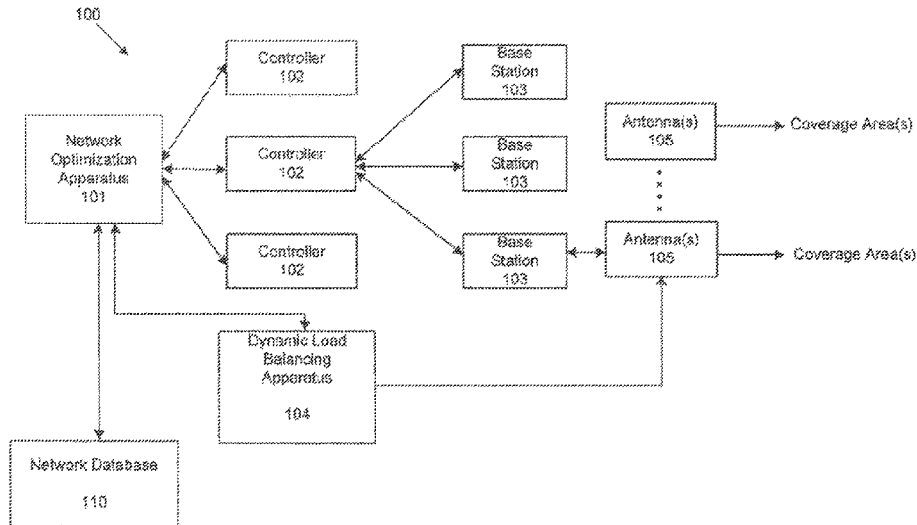 100
Controller
102
Base
Station
103
Network
Optimization
Apparatus
101
Controller
102
Base
Station
103
Antenna(s)
105
Coverage Area(s)
Controller
102
Base
Station
103
Antenna(s)
105
Coverage Area(s)
Dynamic Load
Balancing
Apparatus
104
Network Database
110